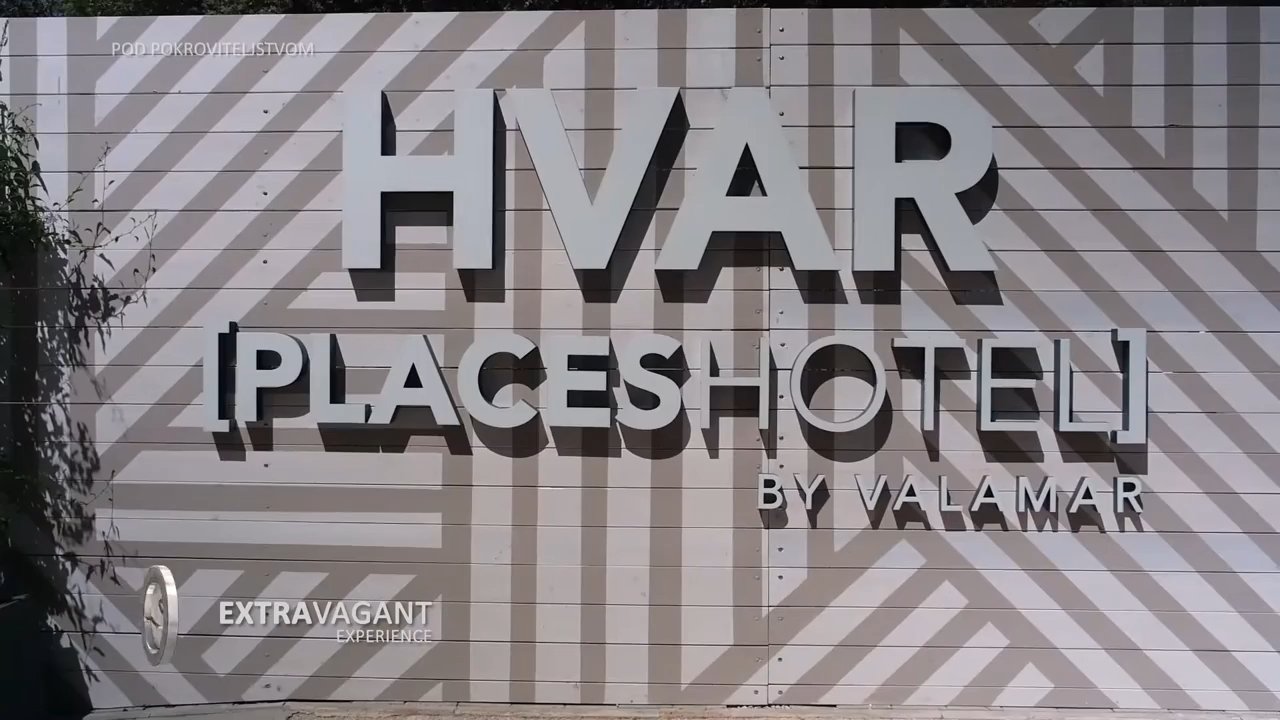 POD POKROVITELJSTVOM
HVAR
[PLACESHOTEL]
BY VALAMAR
EXTRAVAGANT
EXPERIENCE